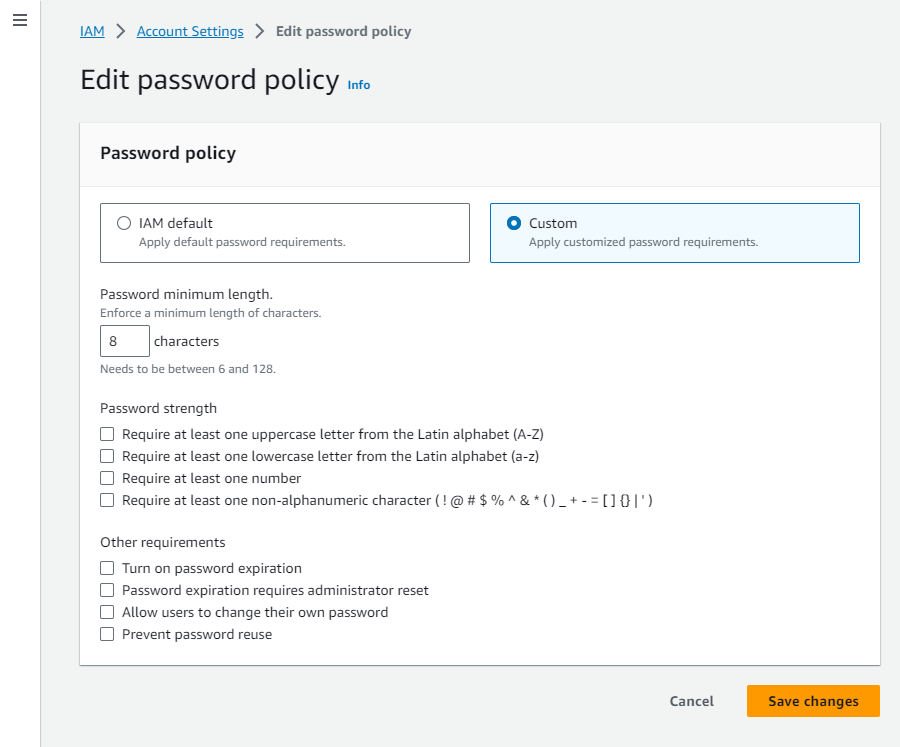 IAM > Account Settings > Edit password policy
Edit password policy Info
Password policy
IAM default
Apply default password requirements.
Custom
Apply customized password requirements.
Password minimum length.
Enforce a minimum length of characters.
8 characters
Needs to be between 6 and 128.
Password strength
Require at least one uppercase letter from the Latin alphabet (A-Z)
Require at least one lowercase letter from the Latin alphabet (a-z)
Require at least one number
Require at least one non-alphanumeric character ( ! @ # $ % ^ & * ( ) _ + - = [ ] {} | ' )
Other requirements
Turn on password expiration
Password expiration requires administrator reset
Allow users to change their own password
Prevent password reuse
Cancel Save changes